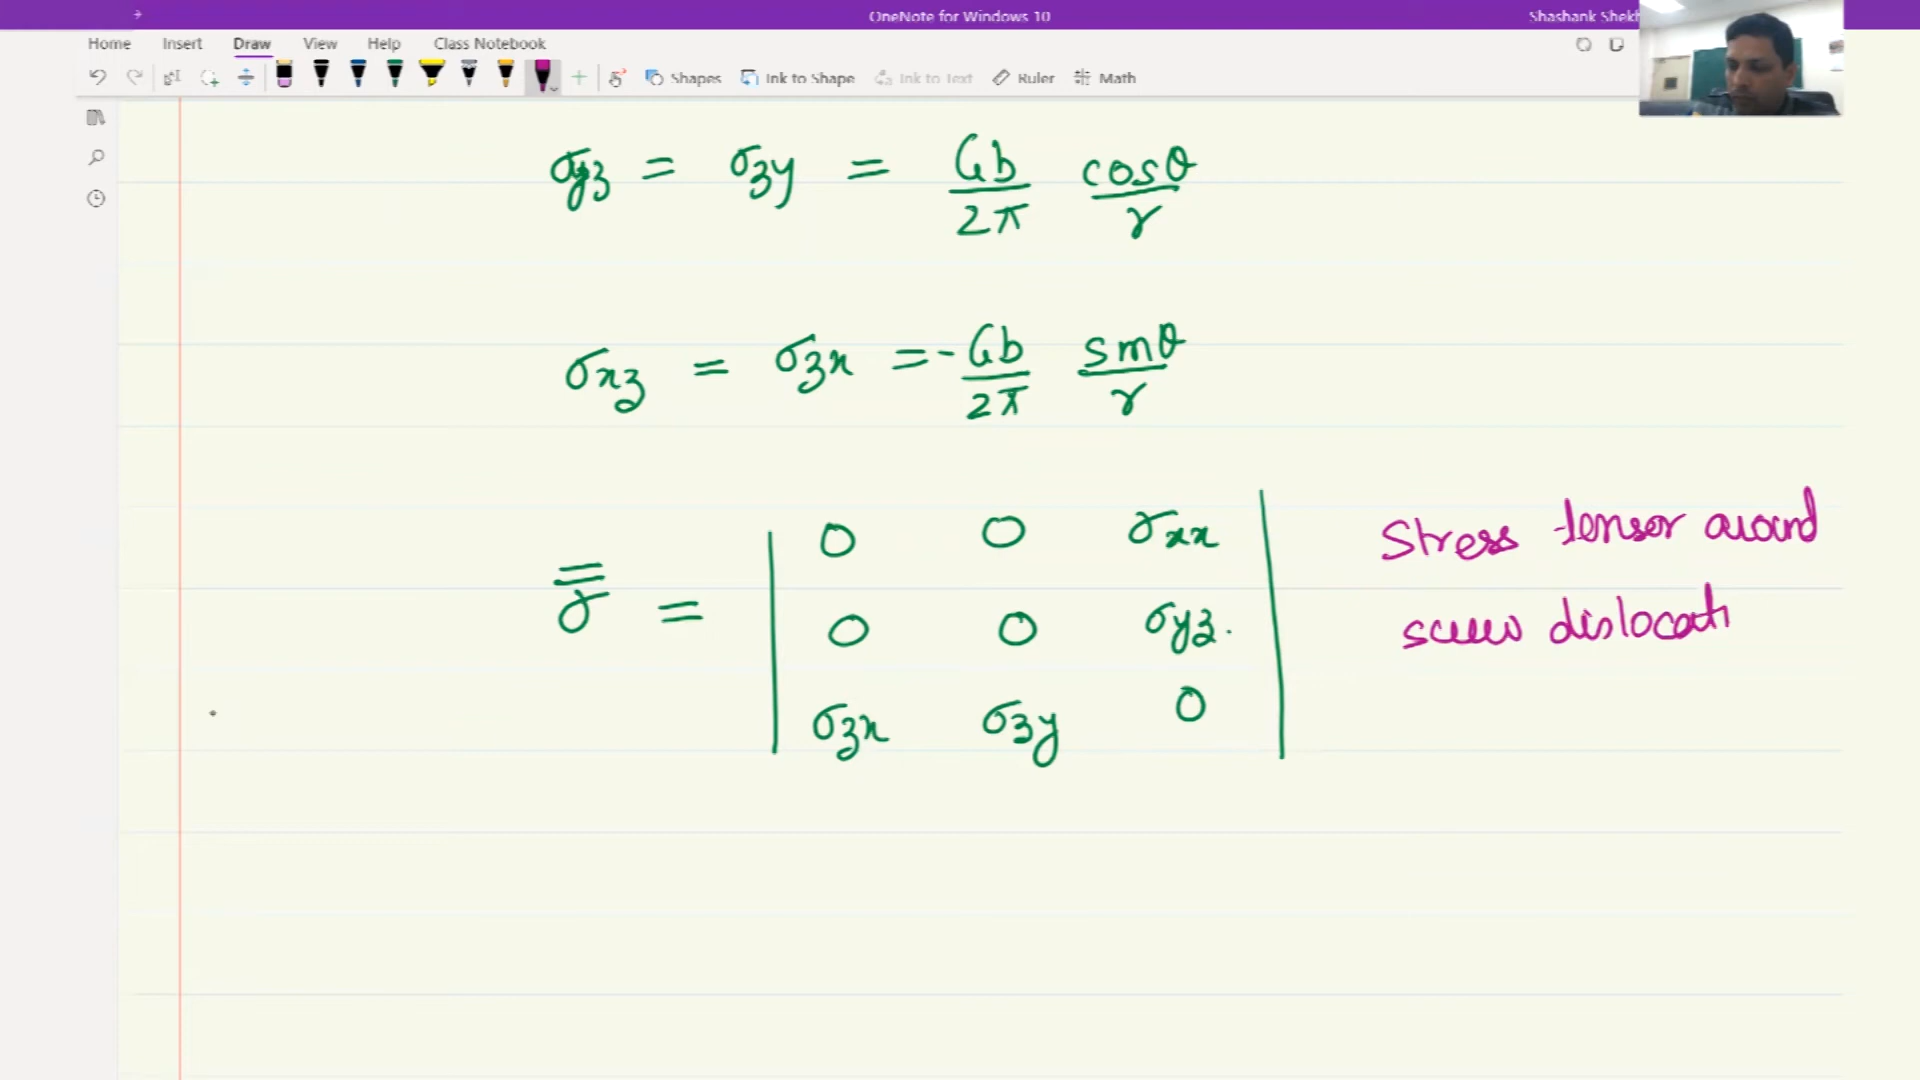 OneNote for Windows 10
Shashank Shekh
Home Insert Draw View Help Class Notebook
Shapes Ink to Shape Ink to Text Ruler Math
σyz = σzy = Gb/2π cosθ/r
σxz = σzx = -Gb/2π sinθ/r
σ̿ = | 0 0 σxx |
| 0 0 σyz. |
| σzx σzy 0 |
Stress tensor around
screw dislocati